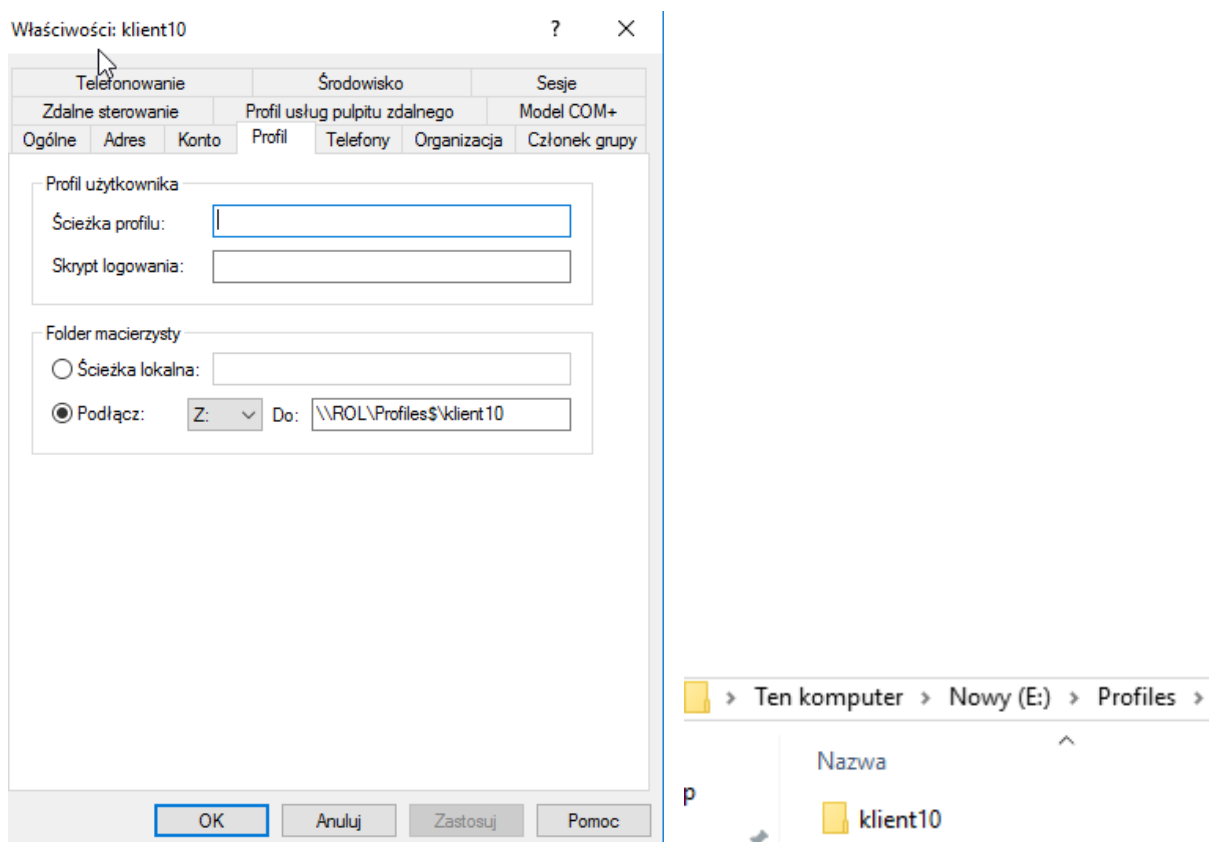 Właściwości: klient10 ? ×
Telefonowanie Środowisko Sesje
Zdalne sterowanie Profil usług pulpitu zdalnego Model COM+
Ogólne Adres Konto Profil Telefony Organizacja Członek grupy
Profil użytkownika
Ścieżka profilu:
Skrypt logowania:
Folder macierzysty
Ścieżka lokalna:
Podłącz: Z: Do: \\ROL\Profiles$\klient10
OK Anuluj Zastosuj Pomoc
> Ten komputer > Nowy (E:) > Profiles >
Nazwa
p
klient10